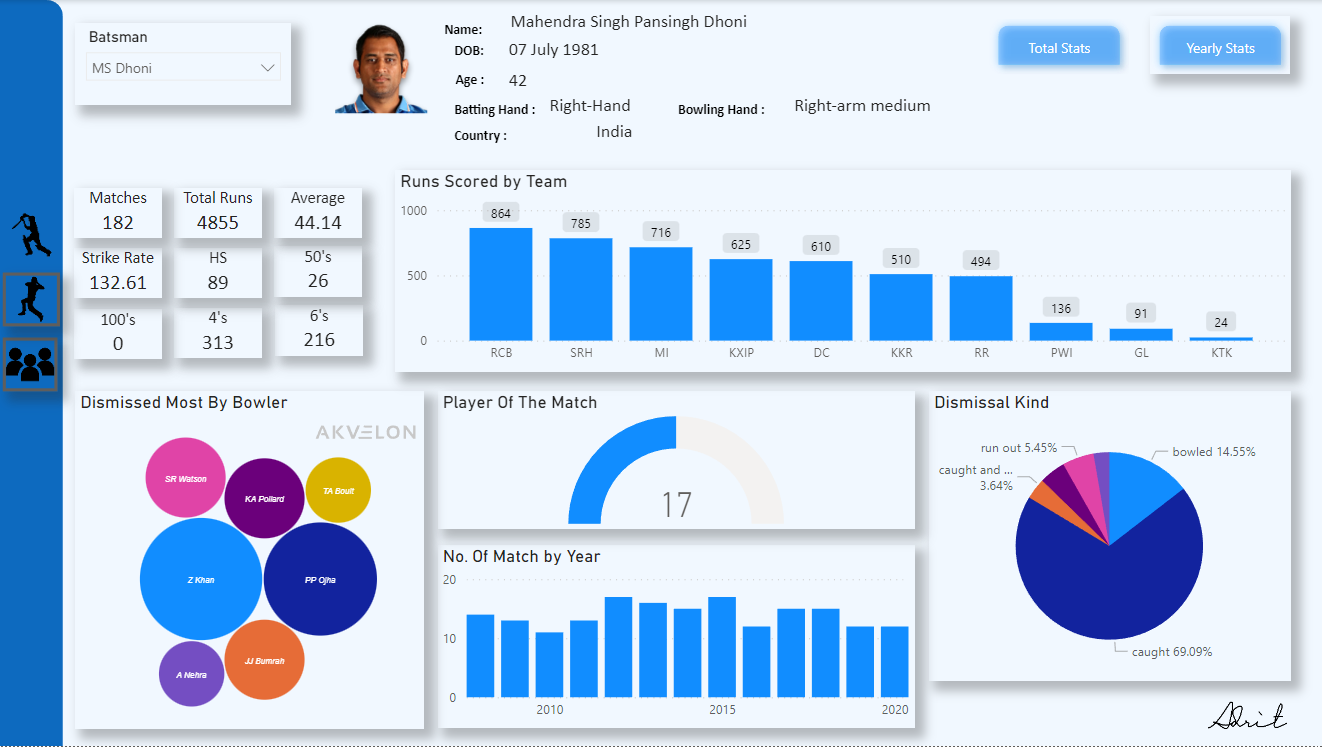 Batsman
MS Dhoni
Name: Mahendra Singh Pansingh Dhoni
DOB: 07 July 1981
Age : 42
Batting Hand : Right-Hand Bowling Hand : Right-arm medium
Country : India
Total Stats
Yearly Stats
Matches
182
Total Runs
4855
Average
44.14
Strike Rate
132.61
HS
89
50's
26
100's
0
4's
313
6's
216
Runs Scored by Team
1000
500
0
864
785
716
625
610
510
494
136
91
24
RCB SRH MI KXIP DC KKR RR PWI GL KTK
Dismissed Most By Bowler
AKVELON
SR Watson
KA Pollard
TA Boult
Z Khan
PP Ojha
A Nehra
JJ Bumrah
Player Of The Match
17
No. Of Match by Year
20
10
0
2010 2015 2020
Dismissal Kind
run out 5.45%
bowled 14.55%
caught and ...
3.64%
caught 69.09%
Adrit